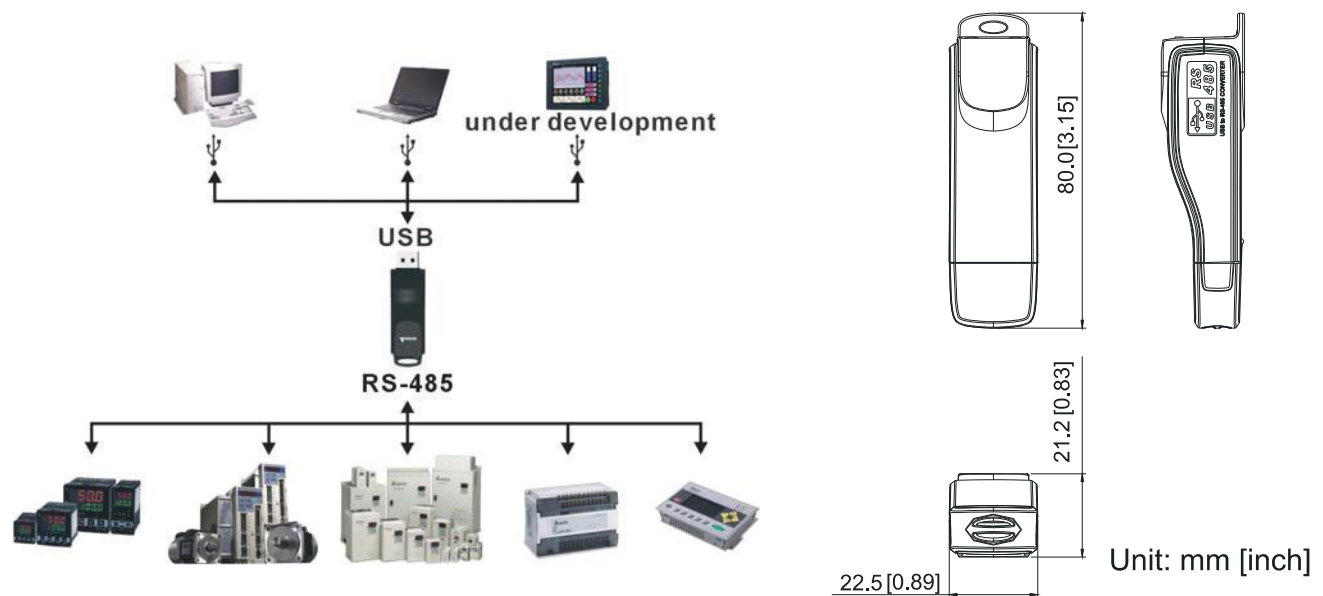 under development
USB
RS-485
80.0[3.15]
RS
USB 485
USB to RS-485 CONVERTER
21.2 [0.83]
22.5 [0.89]
Unit: mm [inch]